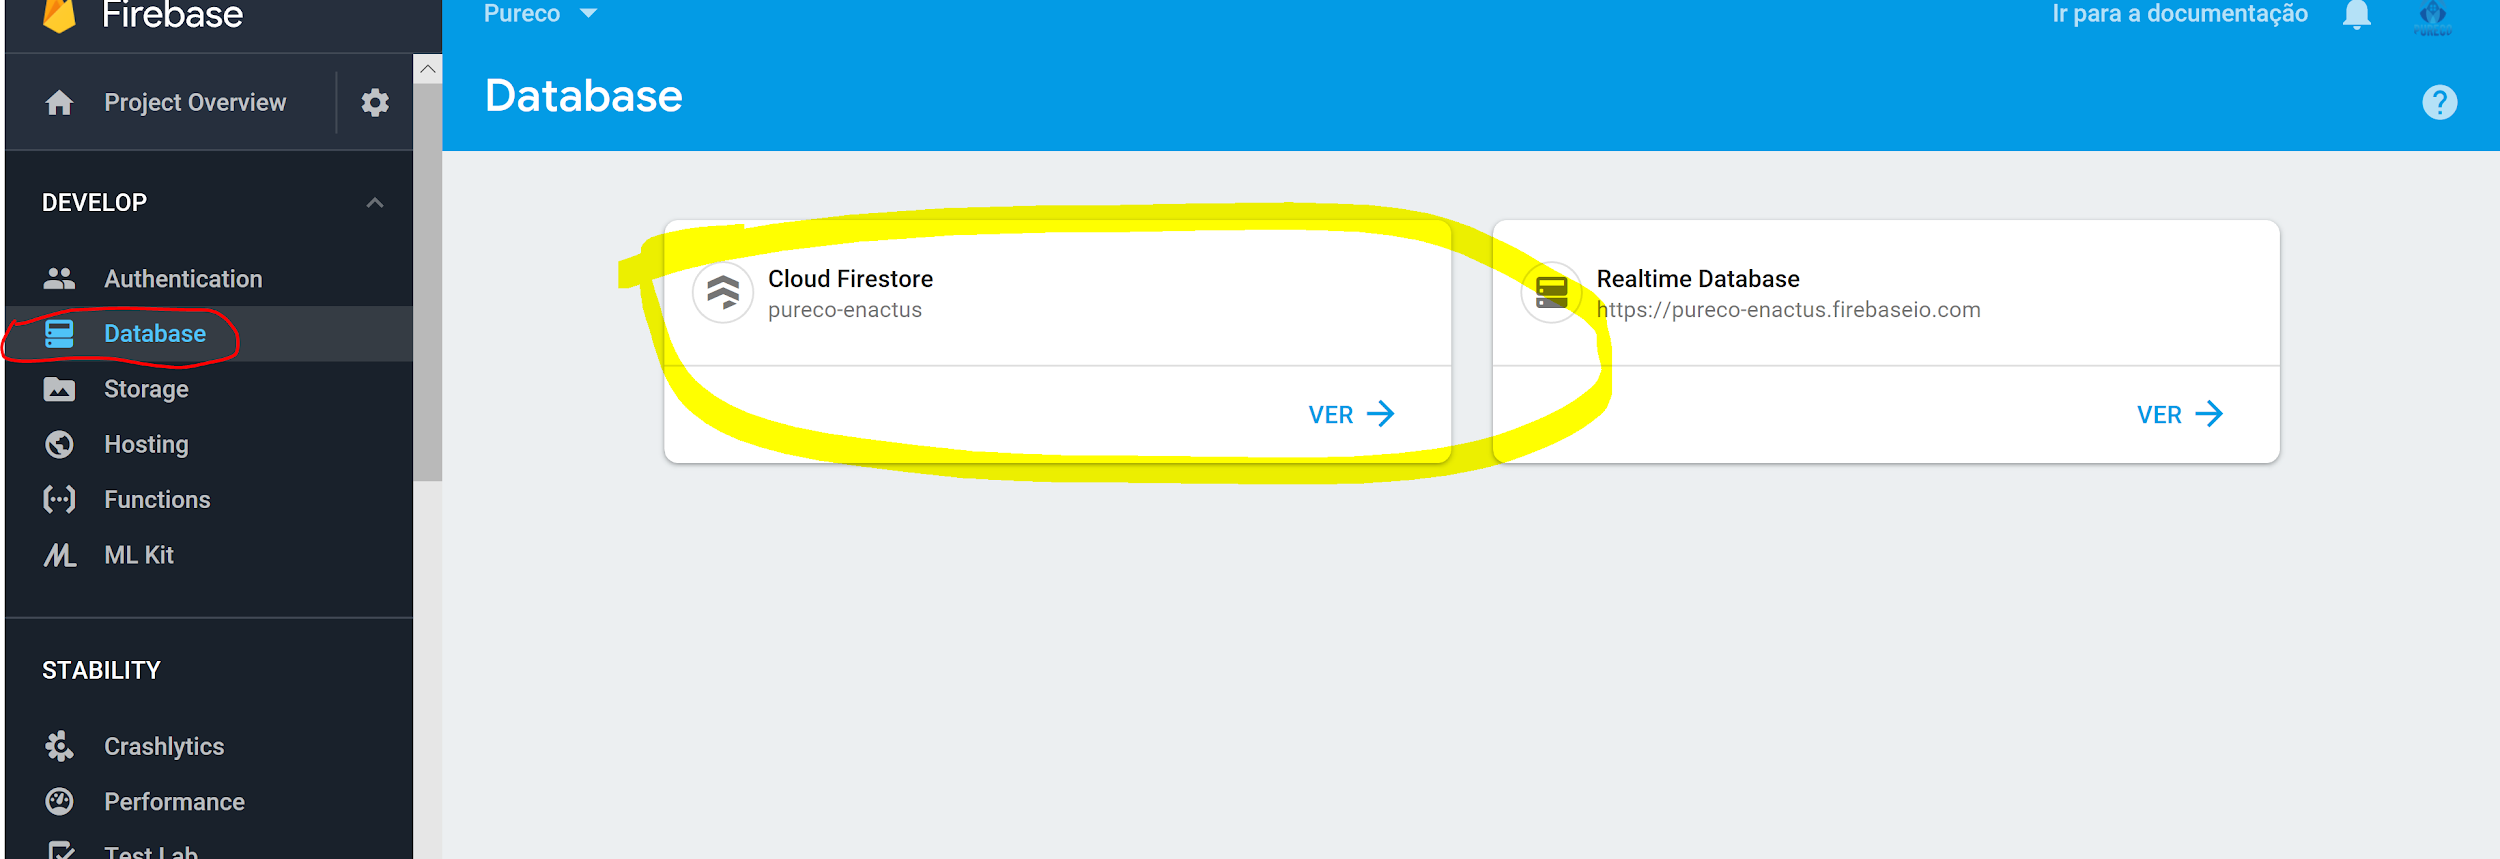 Firebase
Project Overview
DEVELOP
Authentication
Database
Storage
Hosting
Functions
ML Kit
STABILITY
Crashlytics
Performance
Test Lab
Pureco
Ir para a documentação
PURECO
Database
?
Cloud Firestore
pureco-enactus
VER
Realtime Database
https://pureco-enactus.firebaseio.com
VER